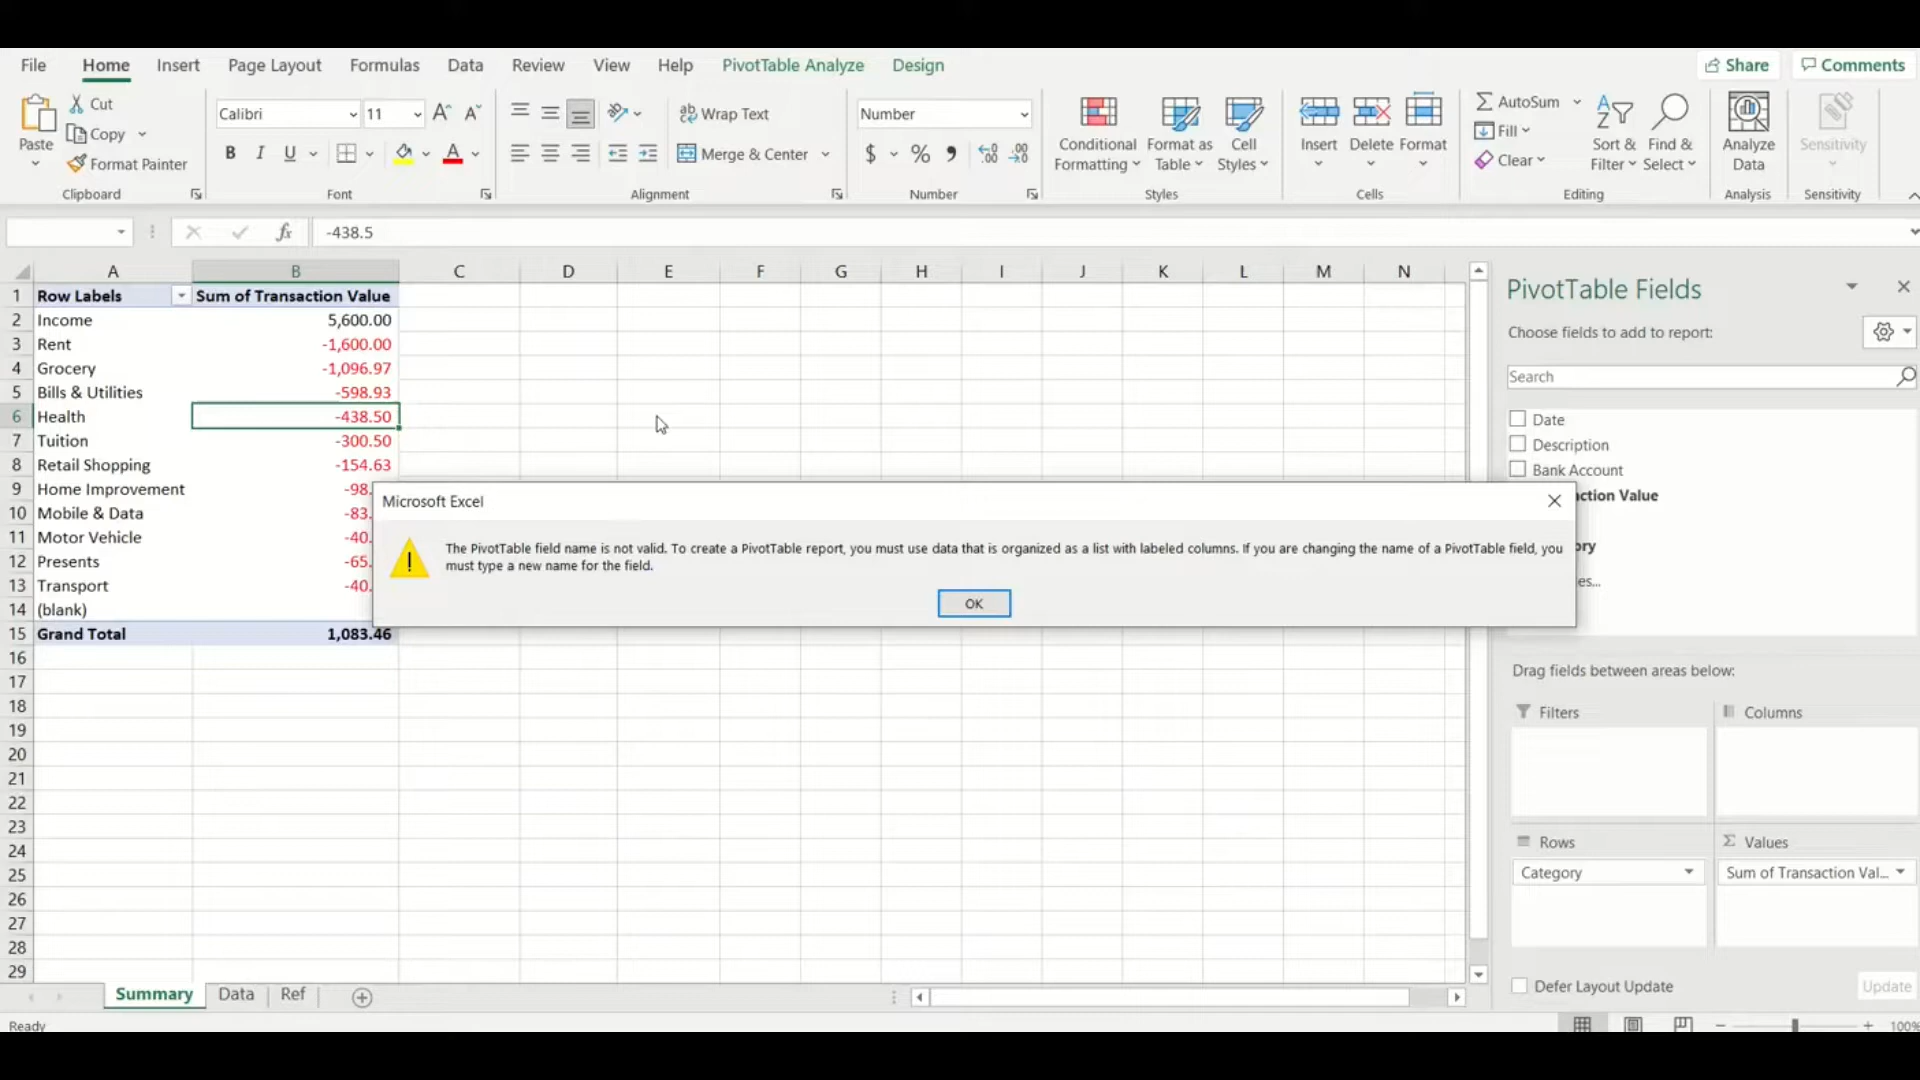 File Home Insert Page Layout Formulas Data Review View Help PivotTable Analyze Design Share Comments
Paste
Cut
Copy
Format Painter
Clipboard
Calibri 11
B I U
Font
Wrap Text
Merge & Center
Alignment
Number
$ % 
Number
Conditional Formatting
Format as Table
Cell Styles
Styles
Insert
Delete
Format
Cells
AutoSum
Fill
Clear
Sort & Filter
Find & Select
Editing
Analyze Data
Analysis
Sensitivity
Sensitivity
fx -438.5
A B C D E F G H I J K L M N
1 Row Labels Sum of Transaction Value
2 Income 5,600.00
3 Rent -1,600.00
4 Grocery -1,096.97
5 Bills & Utilities -598.93
6 Health -438.50
7 Tuition -300.50
8 Retail Shopping -154.63
9 Home Improvement -98.
10 Mobile & Data -83.
11 Motor Vehicle -40.
12 Presents -65.
13 Transport -40.
14 (blank)
15 Grand Total 1,083.46
16
17
18
19
20
21
22
23
24
25
26
27
28
29
Microsoft Excel
The PivotTable field name is not valid. To create a PivotTable report, you must use data that is organized as a list with labeled columns. If you are changing the name of a PivotTable field, you
must type a new name for the field.
OK
PivotTable Fields
Choose fields to add to report:
Search
Date
Description
Bank Account
ction Value
ry
es...
Drag fields between areas below:
Filters
Columns
Rows
Values
Category
Sum of Transaction Val...
Defer Layout Update
Update
Summary Data Ref
Ready
100%